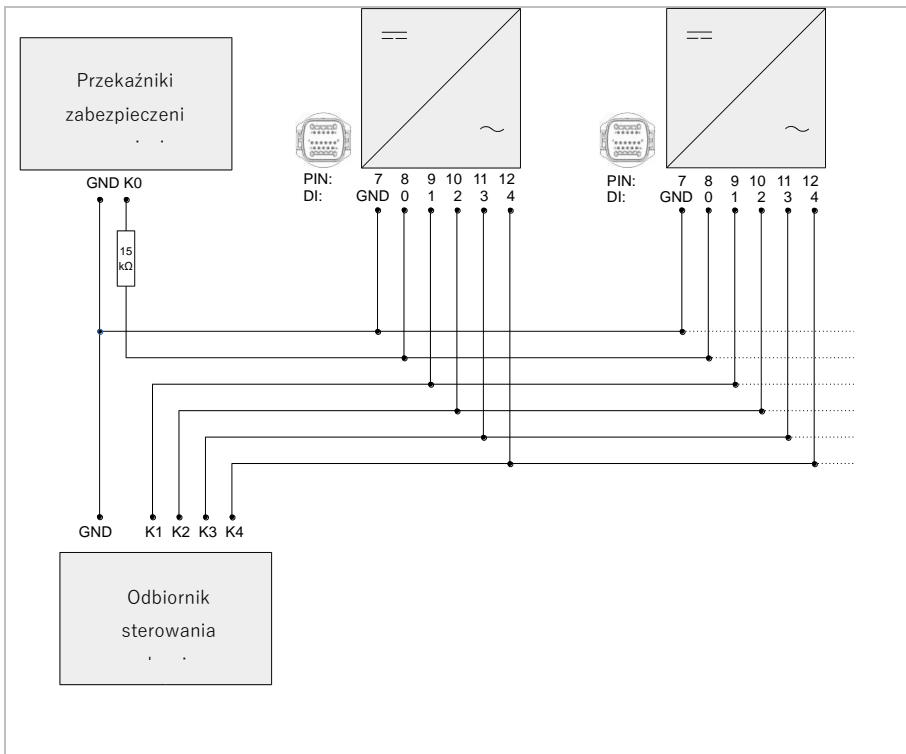 Przekaźniki
zabezpieczeni
GND K0
15
kΩ
PIN: 7 8 9 10 11 12
DI: GND 0 1 2 3 4
PIN: 7 8 9 10 11 12
DI: GND 0 1 2 3 4
GND K1 K2 K3 K4
Odbiornik
sterowania